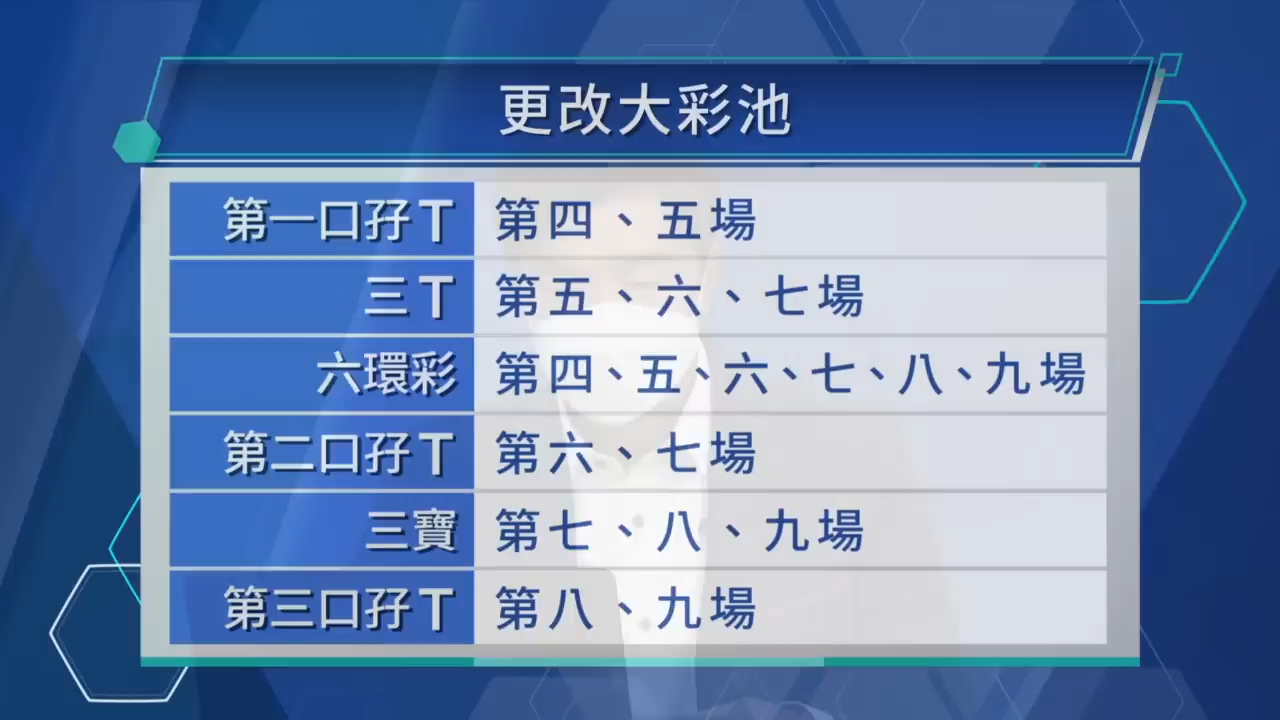 更改大彩池
第一口孖T 第四、五場
三T 第五、六、七場
六環彩 第四、五、六、七、八、九場
第二口孖T 第六、七場
三寶 第七、八、九場
第三口孖T 第八、九場